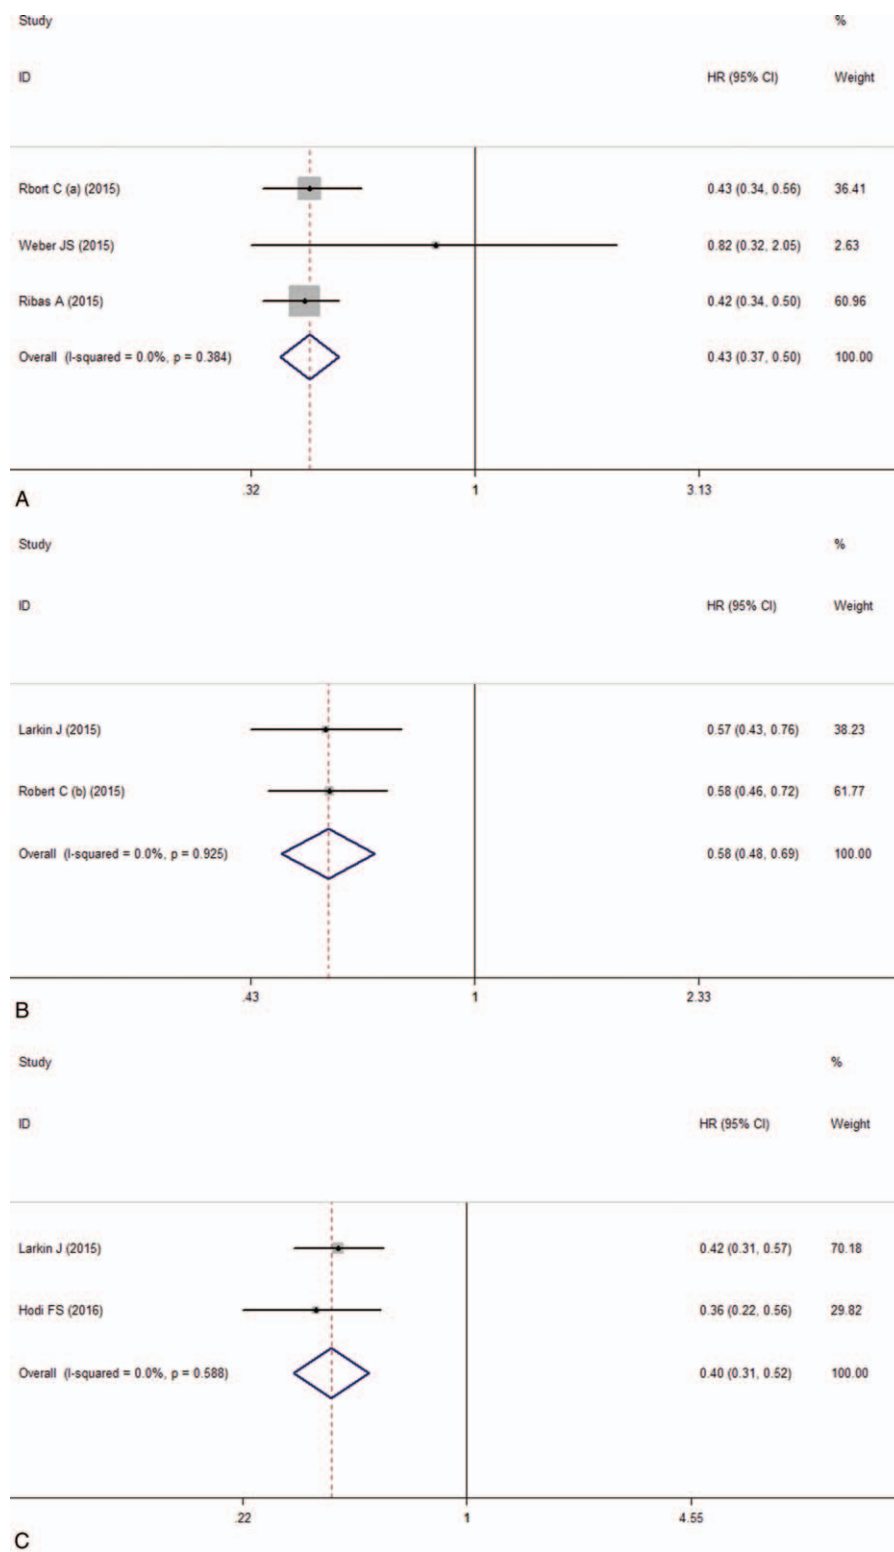 Study %
ID HR (95% CI) Weight
Rbort C (a) (2015) 0.43 (0.34, 0.56) 36.41
Weber JS (2015) 0.82 (0.32, 2.05) 2.63
Ribas A (2015) 0.42 (0.34, 0.50) 60.96
Overall (I-squared = 0.0%, p = 0.384) 0.43 (0.37, 0.50) 100.00
.32 1 3.13
A
Study %
ID HR (95% CI) Weight
Larkin J (2015) 0.57 (0.43, 0.76) 38.23
Robert C (b) (2015) 0.58 (0.46, 0.72) 61.77
Overall (I-squared = 0.0%, p = 0.925) 0.58 (0.48, 0.69) 100.00
.43 1 2.33
B
Study %
ID HR (95% CI) Weight
Larkin J (2015) 0.42 (0.31, 0.57) 70.18
Hodi FS (2016) 0.36 (0.22, 0.56) 29.82
Overall (I-squared = 0.0%, p = 0.588) 0.40 (0.31, 0.52) 100.00
.22 1 4.55
C